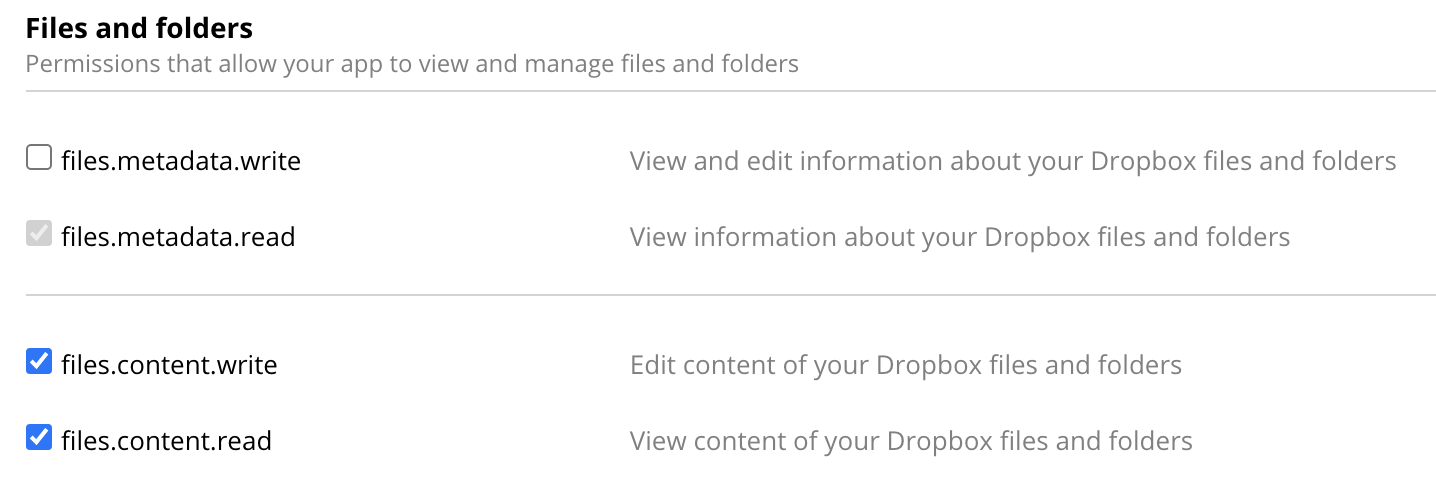 Files and folders
Permissions that allow your app to view and manage files and folders
files.metadata.write View and edit information about your Dropbox files and folders
files.metadata.read View information about your Dropbox files and folders
files.content.write Edit content of your Dropbox files and folders
files.content.read View content of your Dropbox files and folders